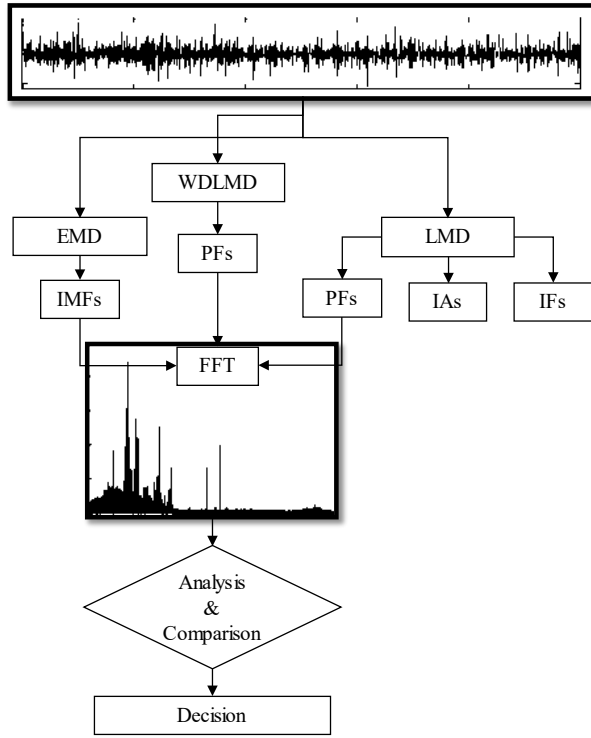 WDLMD
EMD
LMD
PFs
IMFs
PFs
IAs
IFs
FFT
Analysis
&
Comparison
Decision